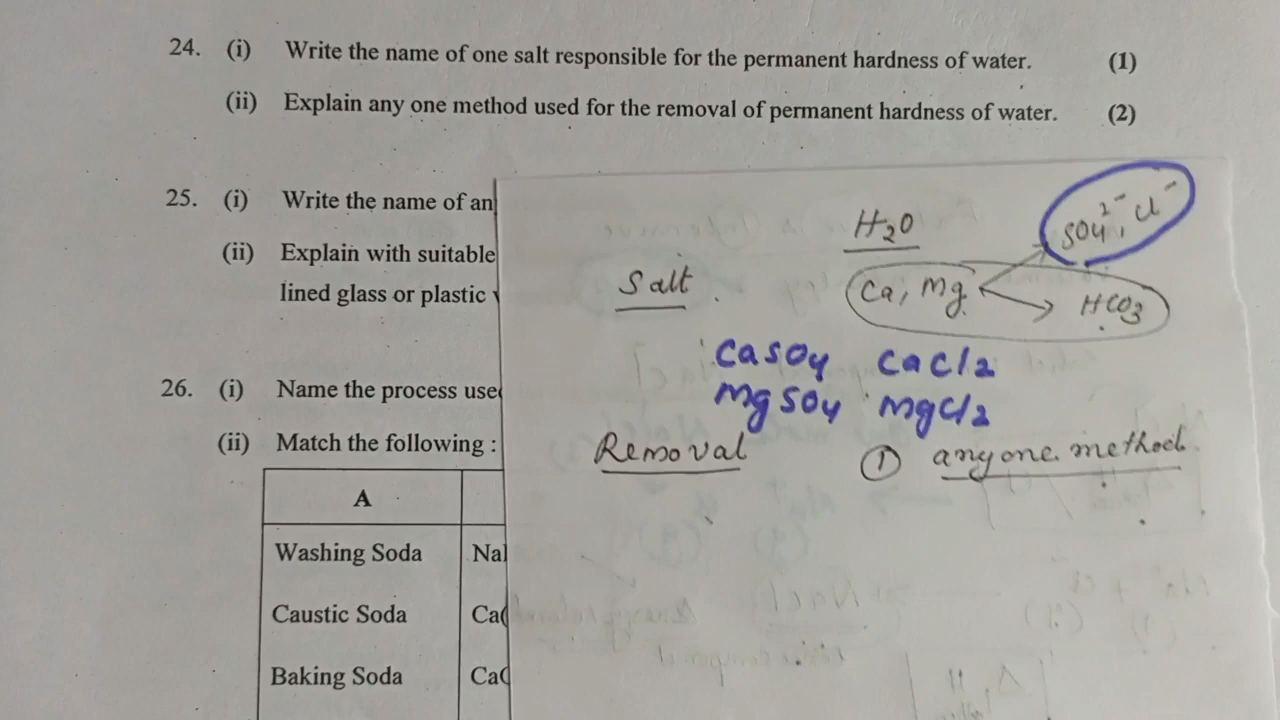 24. (i) Write the name of one salt responsible for the permanent hardness of water. (1)
(ii) Explain any one method used for the removal of permanent hardness of water. (2)
25. (i) Write the name of an
(ii) Explain with suitable
lined glass or plastic
26. (i) Name the process use
(ii) Match the following :
A
Washing Soda Na
Caustic Soda Ca
Baking Soda Ca
H₂O
SO₄²⁻, Cl⁻
Salt.
Ca, Mg
HCO₃
CaSO₄ CaCl₂
MgSO₄ MgCl₂
Removal ① any one method.